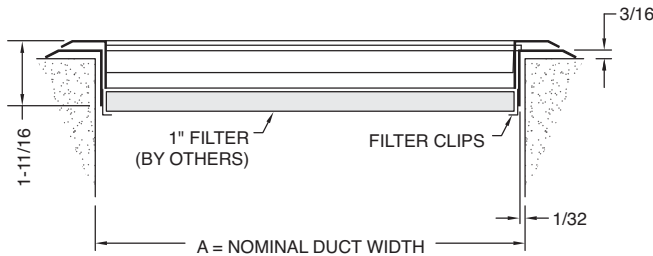 3/16
1-11/16
1" FILTER
(BY OTHERS)
FILTER CLIPS
1/32
A = NOMINAL DUCT WIDTH